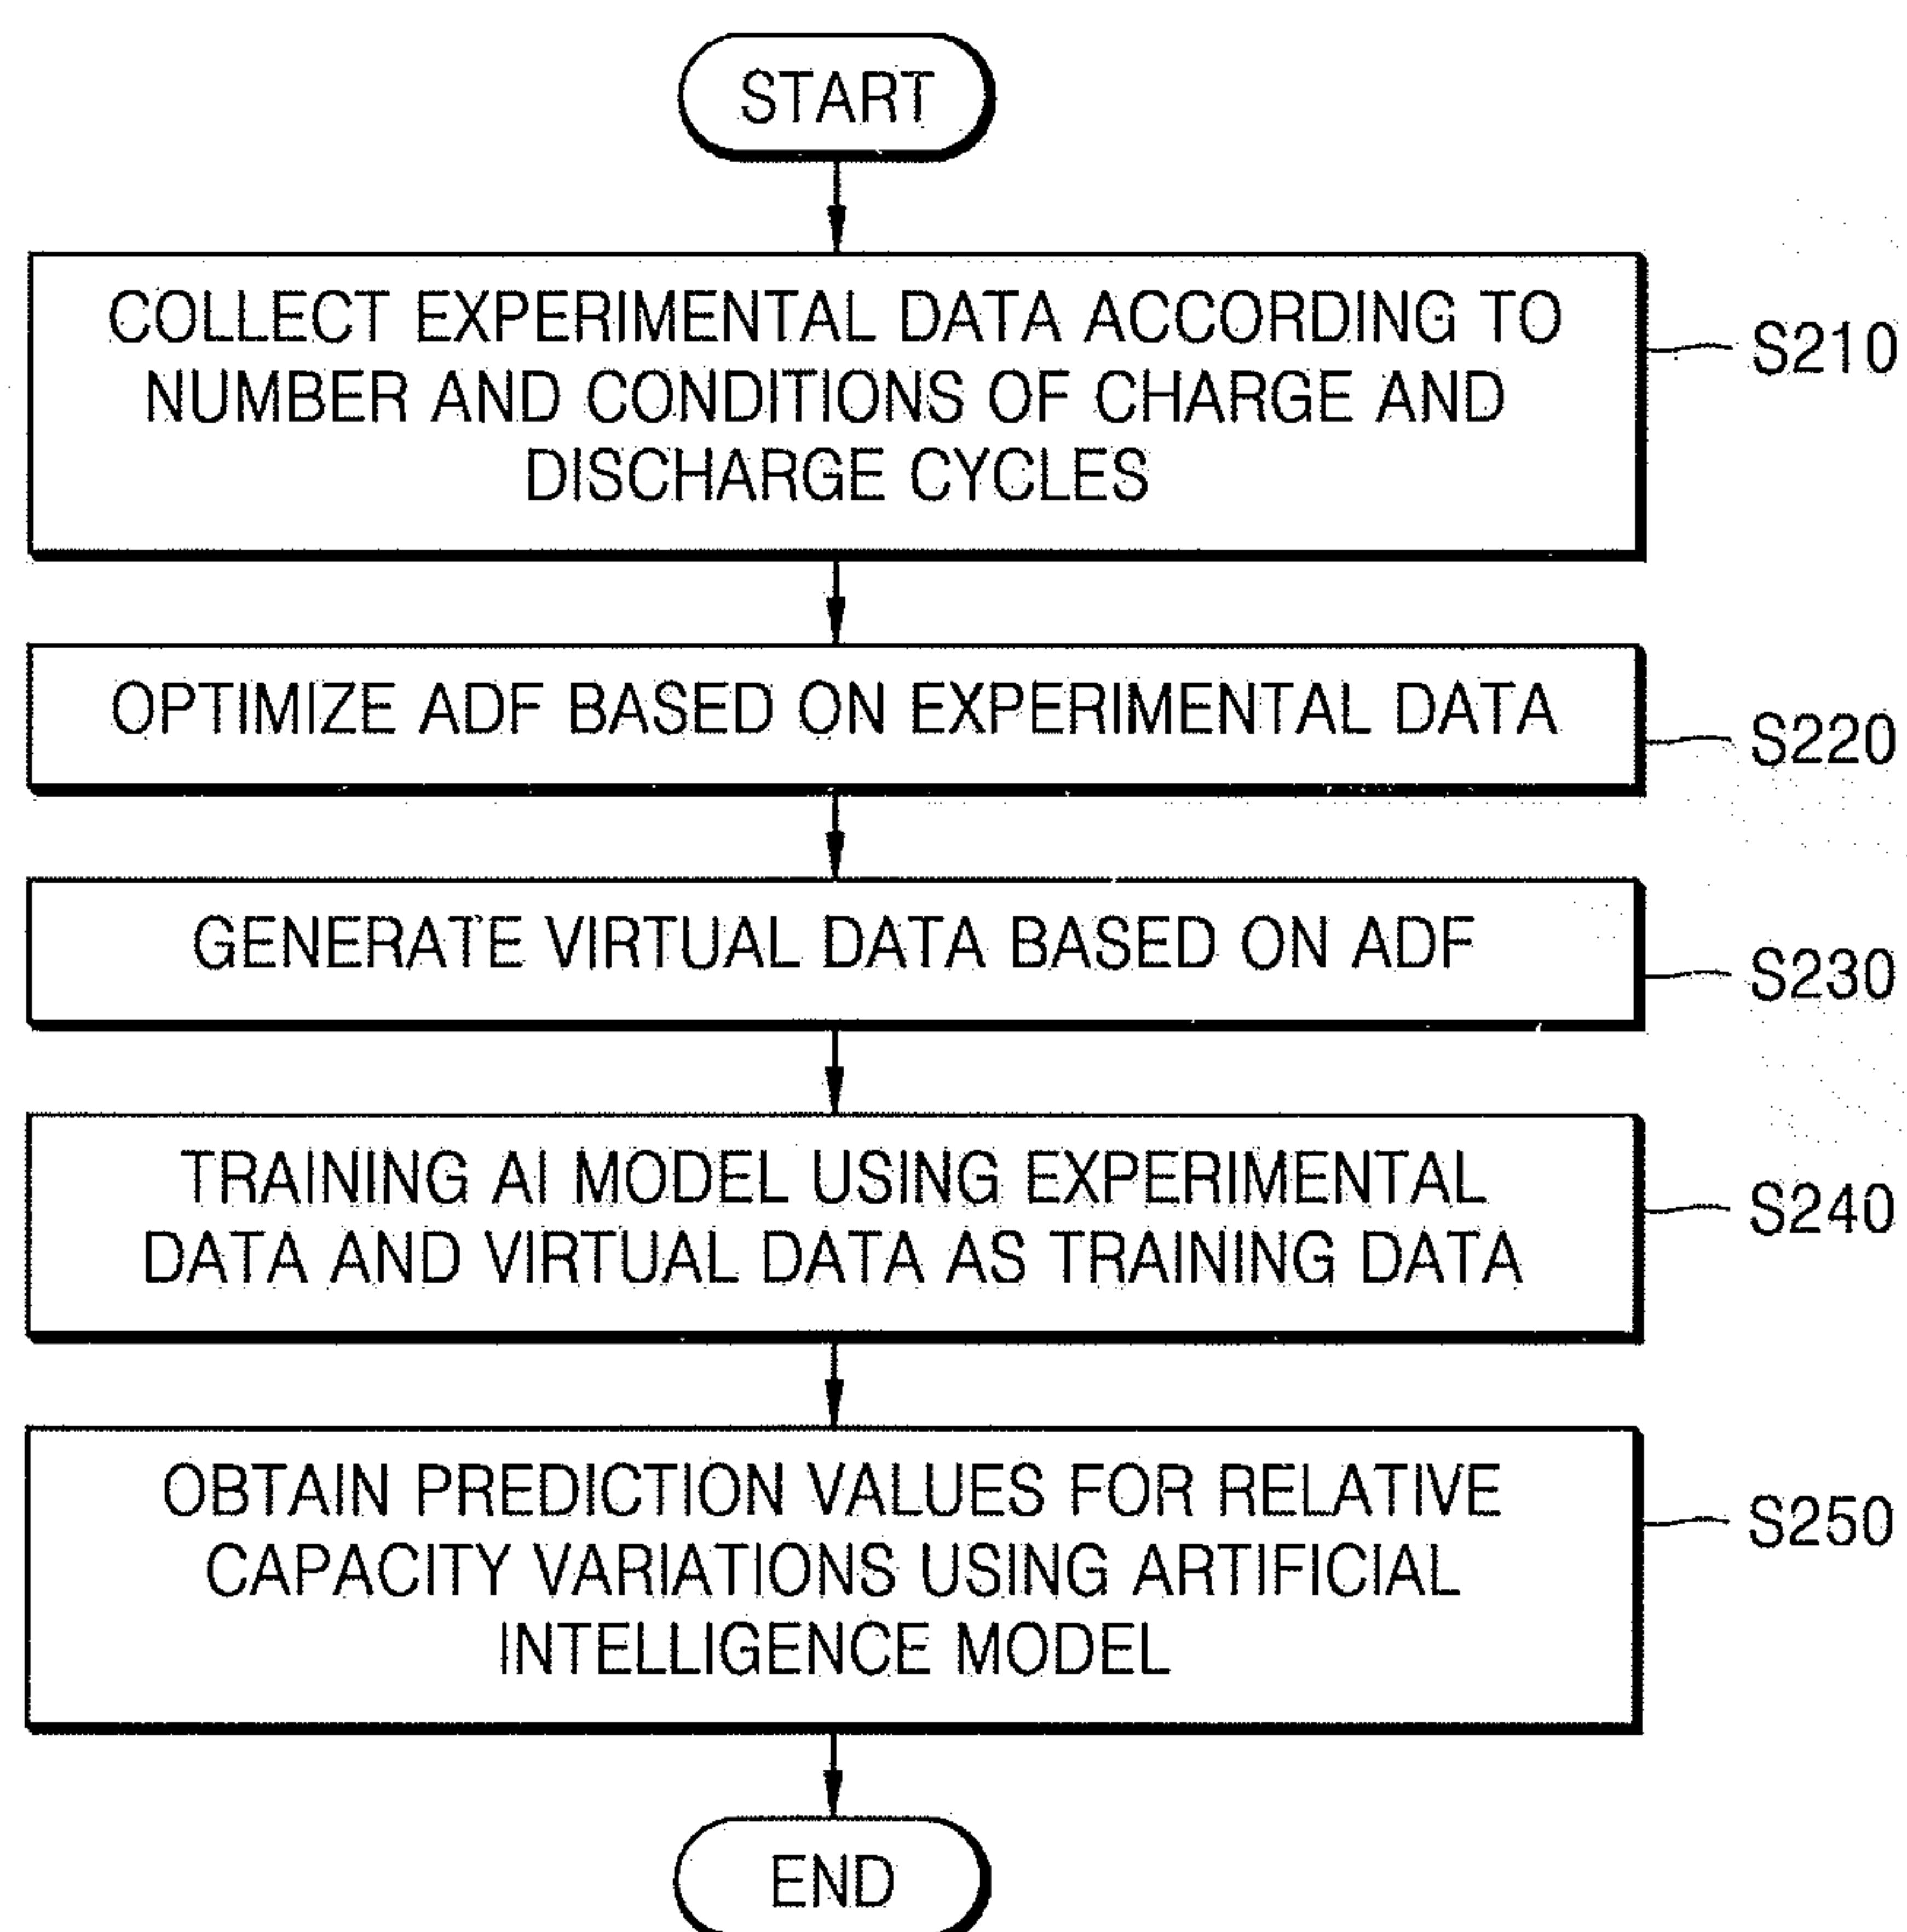 START
COLLECT EXPERIMENTAL DATA ACCORDING TO
NUMBER AND CONDITIONS OF CHARGE AND
DISCHARGE CYCLES
S210
OPTIMIZE ADF BASED ON EXPERIMENTAL DATA
S220
GENERATE VIRTUAL DATA BASED ON ADF
S230
TRAINING AI MODEL USING EXPERIMENTAL
DATA AND VIRTUAL DATA AS TRAINING DATA
S240
OBTAIN PREDICTION VALUES FOR RELATIVE
CAPACITY VARIATIONS USING ARTIFICIAL
INTELLIGENCE MODEL
S250
END